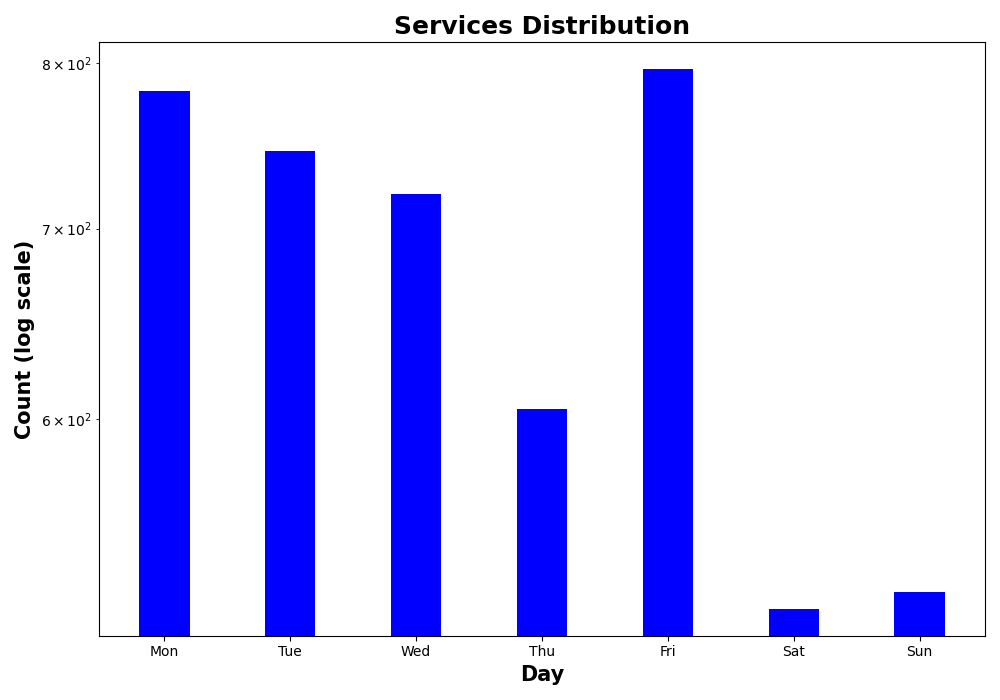 Services Distribution
Count (log scale)
8 × 10²
7 × 10²
6 × 10²
Mon Tue Wed Thu Fri Sat Sun
Day